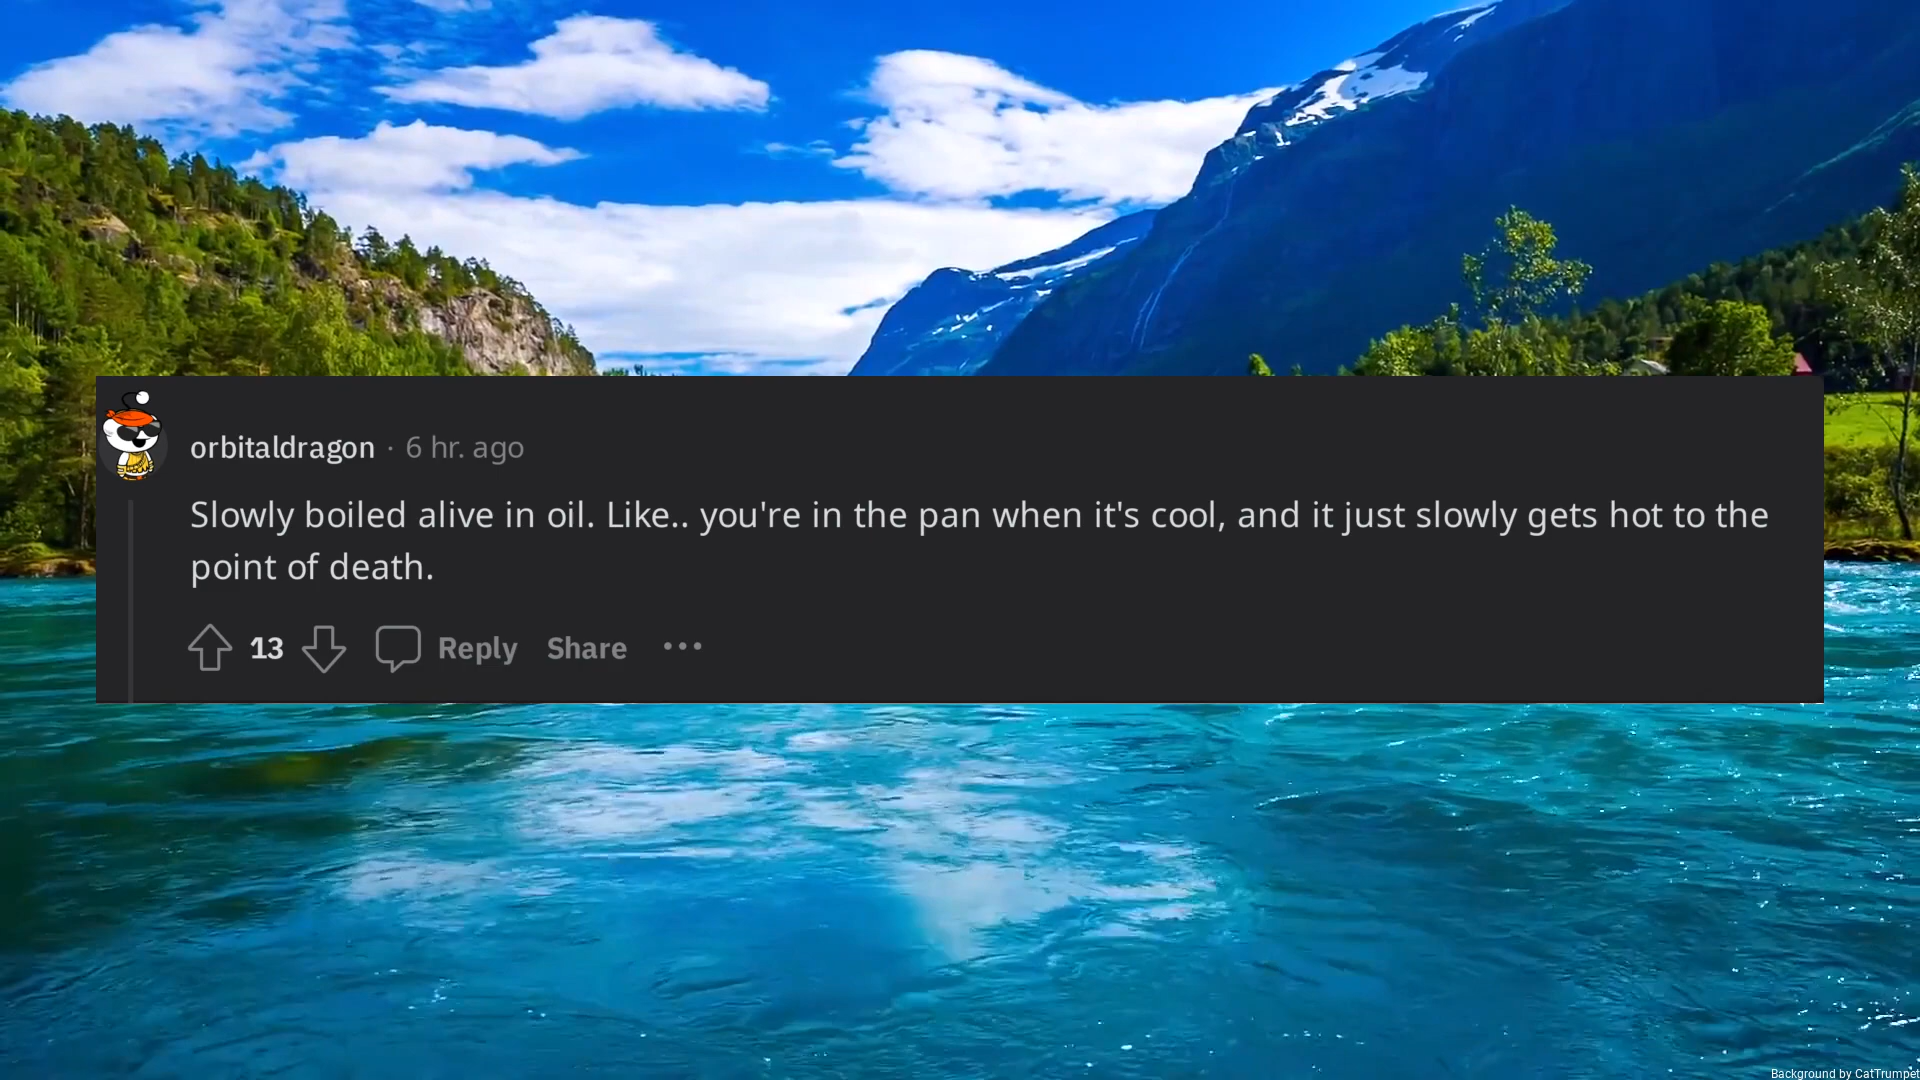 orbitaldragon · 6 hr. ago
Slowly boiled alive in oil. Like.. you're in the pan when it's cool, and it just slowly gets hot to the
point of death.
13 Reply Share •••
Background by CatTrumpet